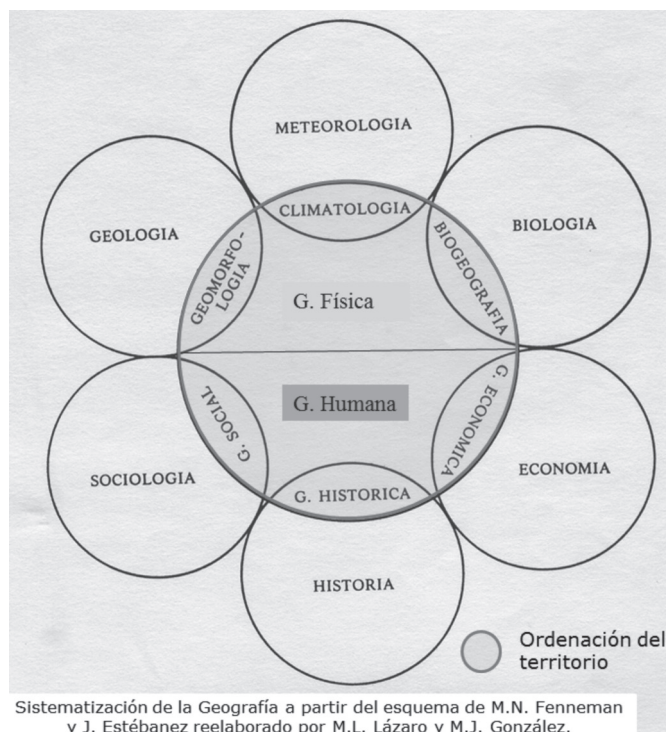 METEOROLOGIA
GEOLOGIA
CLIMATOLOGIA
BIOLOGIA
GEOMORFO-
LOGIA
BIOGEOGRAFIA
G. Física
G. Humana
G. SOCIAL
G. ECONOMICA
SOCIOLOGIA
G. HISTORICA
ECONOMIA
HISTORIA
Ordenación del
territorio
Sistematización de la Geografía a partir del esquema de M.N. Fenneman
y J. Estébanez reelaborado por M.L. Lázaro y M.J. González.